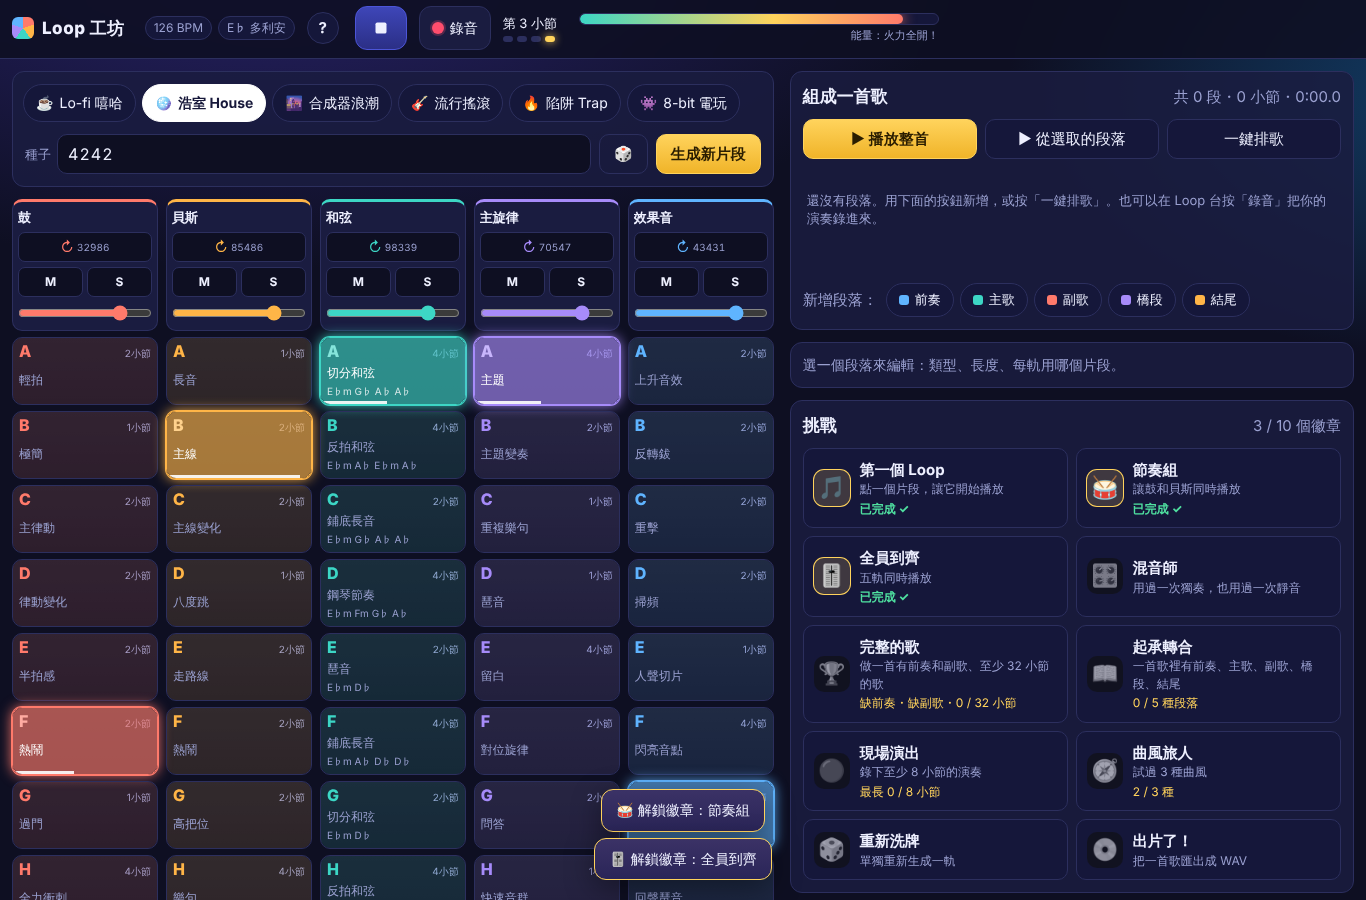 Loop 工坊
126 BPM
E♭ 多利安
?
錄音
第 3 小節
能量：火力全開！
☕ Lo-fi 嘻哈
🪩 浩室 House
🌆 合成器浪潮
🎸 流行搖滾
🔥 陷阱 Trap
👾 8-bit 電玩
種子
4242
🎲
生成新片段
鼓
貝斯
和弦
主旋律
效果音
32986
85486
98339
70547
43431
M S
M S
M S
M S
M S
A 2小節
輕拍
A 1小節
長音
A 4小節
切分和弦
E♭m G♭ A♭ A♭
A 4小節
主題
A 2小節
上升音效
B 1小節
極簡
B 2小節
主線
B 4小節
反拍和弦
E♭m A♭ E♭m A♭
B 2小節
主題變奏
B 2小節
反轉鈸
C 2小節
主律動
C 2小節
主線變化
C 2小節
鋪底長音
E♭m G♭ A♭ A♭
C 1小節
重複樂句
C 2小節
重擊
D 2小節
律動變化
D 1小節
八度跳
D 4小節
鋼琴節奏
E♭m Fm G♭ A♭
D 1小節
琶音
D 2小節
掃頻
E 2小節
半拍感
E 2小節
走路線
E 2小節
琶音
E♭m D♭
E 4小節
留白
E 1小節
人聲切片
F 2小節
熱鬧
F 2小節
熱鬧
F 4小節
鋪底長音
E♭m A♭ D♭ D♭
F 2小節
對位旋律
F 4小節
閃亮音點
G 1小節
過門
G 2小節
高把位
G 2小節
切分和弦
E♭m D♭
G
問答
H 4小節
全力衝刺
H 4小節
樂句
H 4小節
反拍和弦
H
快速音群
回聲琶音
🥁 解鎖徽章：節奏組
🎚️ 解鎖徽章：全員到齊
組成一首歌
共 0 段・0 小節・0:00.0
▶ 播放整首
▶ 從選取的段落
一鍵排歌
還沒有段落。用下面的按鈕新增，或按「一鍵排歌」。也可以在 Loop 台按「錄音」把你的
演奏錄進來。
新增段落：
前奏
主歌
副歌
橋段
結尾
選一個段落來編輯：類型、長度、每軌用哪個片段。
挑戰
3 / 10 個徽章
第一個 Loop
點一個片段，讓它開始播放
已完成 ✓
節奏組
讓鼓和貝斯同時播放
已完成 ✓
全員到齊
五軌同時播放
已完成 ✓
混音師
用過一次獨奏，也用過一次靜音
完整的歌
做一首有前奏和副歌、至少 32 小節
的歌
缺前奏・缺副歌・0 / 32 小節
起承轉合
一首歌裡有前奏、主歌、副歌、橋
段、結尾
0 / 5 種段落
現場演出
錄下至少 8 小節的演奏
最長 0 / 8 小節
曲風旅人
試過 3 種曲風
2 / 3 種
重新洗牌
單獨重新生成一軌
出片了！
把一首歌匯出成 WAV